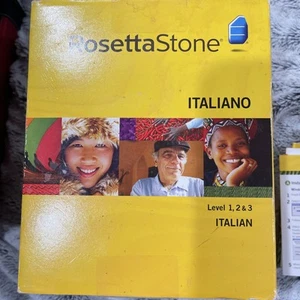 RosettaStone
ITALIANO
Level 1, 2 & 3
ITALIAN